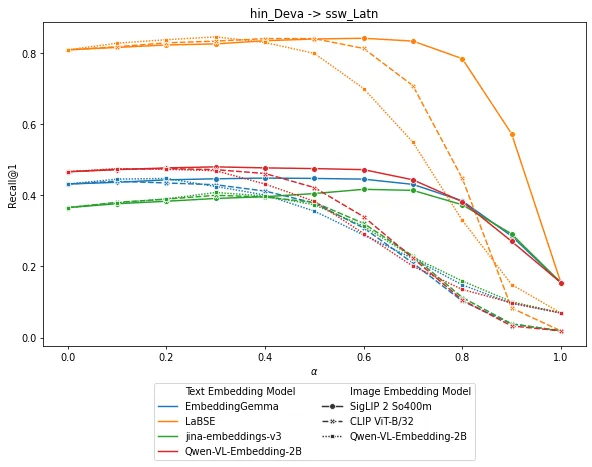 hin_Deva -> ssw_Latn
Recall@1
0.8
0.6
0.4
0.2
0.0
0.0 0.2 0.4 0.6 0.8 1.0
α
Text Embedding Model Image Embedding Model
EmbeddingGemma SigLIP 2 So400m
LaBSE CLIP ViT-B/32
jina-embeddings-v3 Qwen-VL-Embedding-2B
Qwen-VL-Embedding-2B